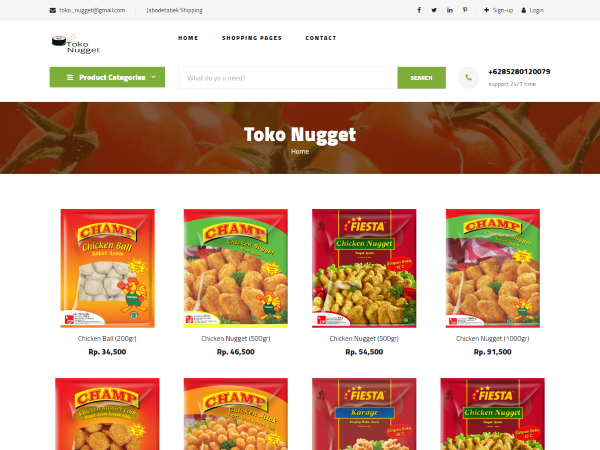 toko_nugget@gmail.com
Jabodetabek Shipping
Sign-up
Login
Toko
Nugget
HOME
SHOPPING PAGES
CONTACT
Product Categories
What do yo u need?
SEARCH
+6285280120079
support 24/7 time
Toko Nugget
Home
CHAMP
Chicken Ball
Bakso Ayam
CHAMP
Chicken Nugget
FIESTA
Chicken Nugget
CHAMP
Chicken Nugget
Chicken Ball (200gr)
Rp. 34,500
Chicken Nugget (500gr)
Rp. 46,500
Chicken Nugget (500gr)
Rp. 54,500
Chicken Nugget (1000gr)
Rp. 91,500
CHAMP
CHAMP
Chicken Stick
FIESTA
Karage
FIESTA
Chicken Nugget